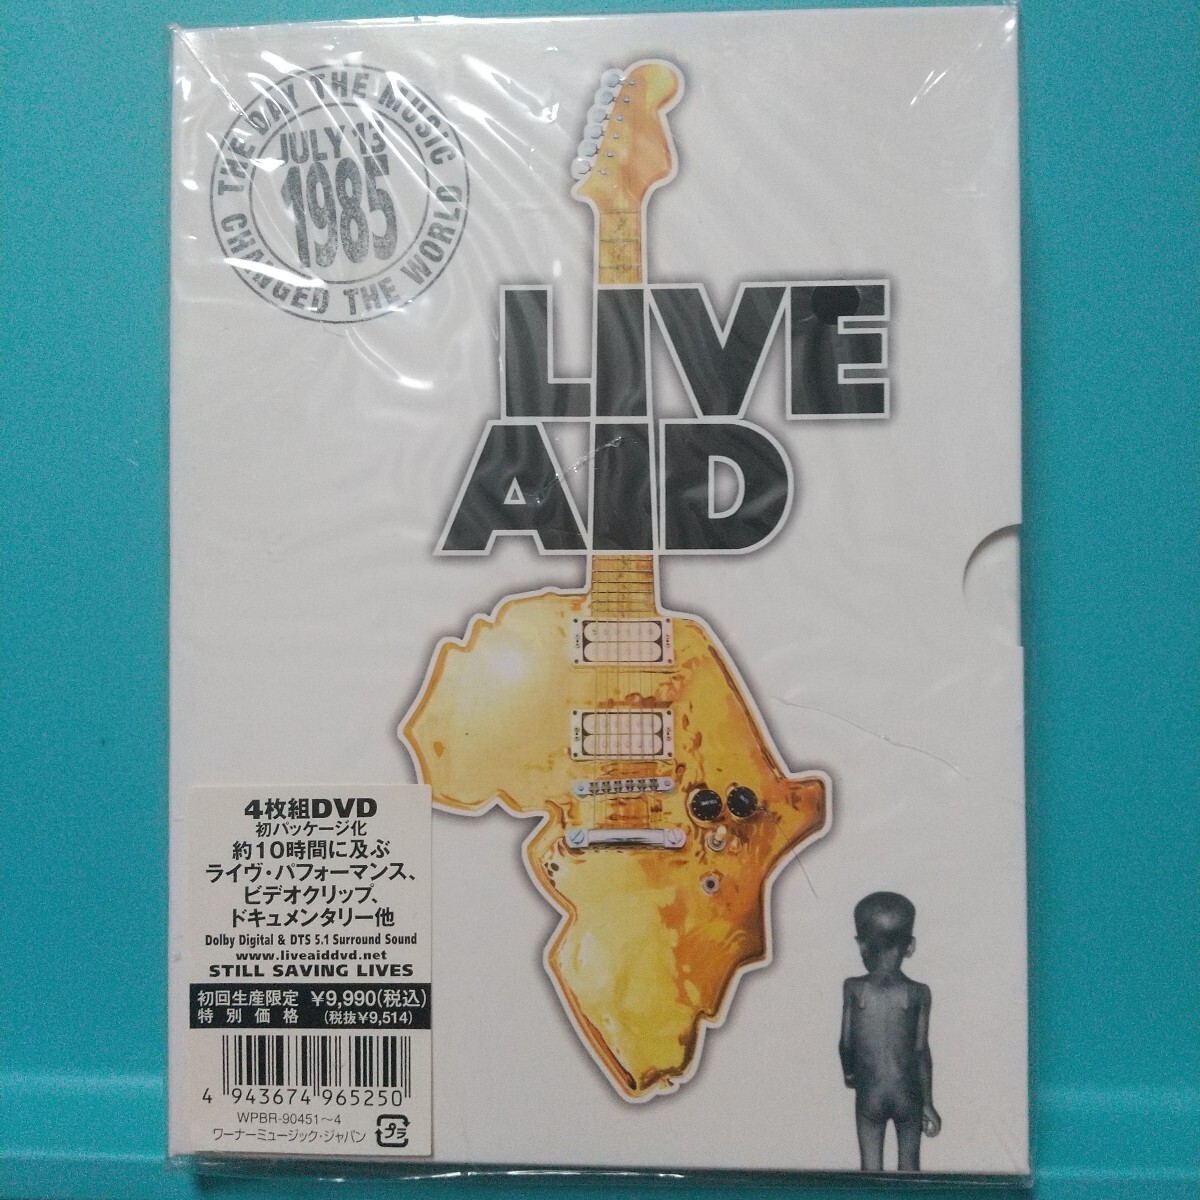 THE DAY THE MUSIC
CHANGED THE WORLD
JULY 13
1985
LIVE
AID
4枚組DVD
初パッケージ化
約10時間に及ぶ
ライヴ・パフォーマンス、
ビデオクリップ、
ドキュメンタリー他
Dolby Digital & DTS 5.1 Surround Sound
www.liveaiddvd.net
STILL SAVING LIVES
初回生産限定 ¥9,990(税込)
特別価格 (税抜¥9,514)
4 943674 965250
WPBR-90451〜4
ワーナーミュージック・ジャパン
プラ